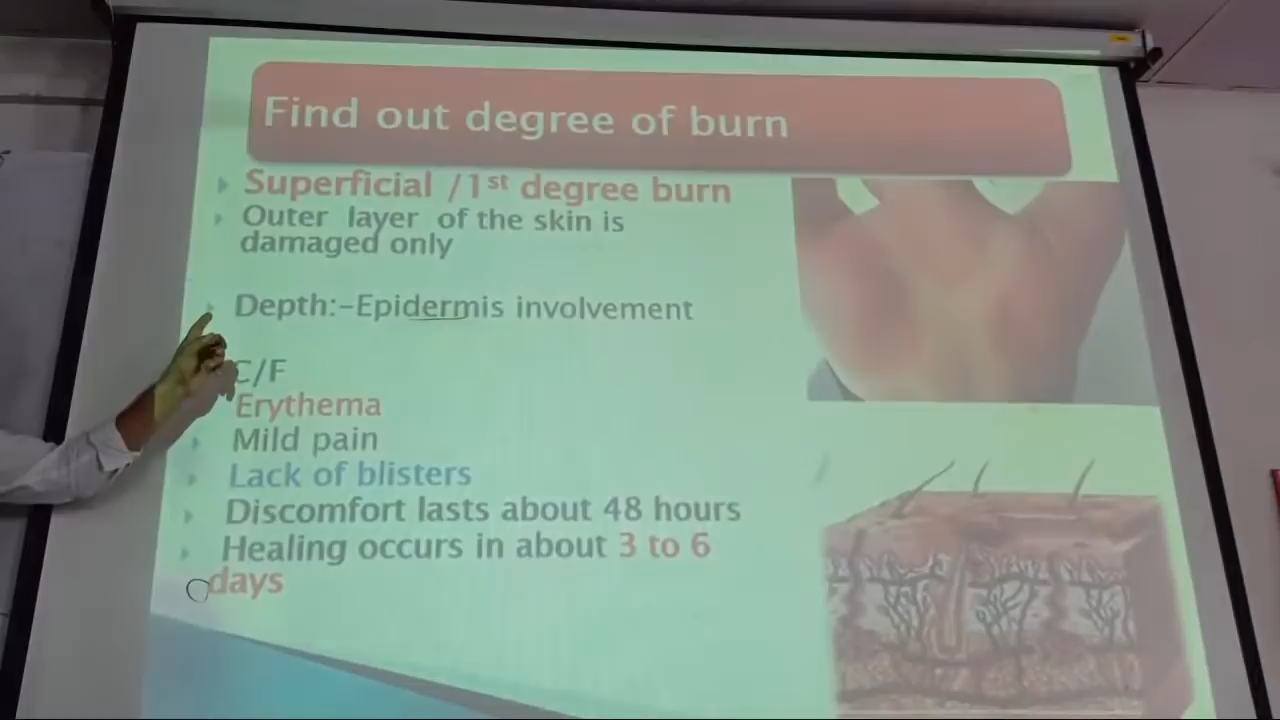 Find out degree of burn
Superficial /1st degree burn
Outer layer of the skin is
damaged only
Depth:-Epidermis involvement
C/F
Erythema
Mild pain
Lack of blisters
Discomfort lasts about 48 hours
Healing occurs in about 3 to 6
days